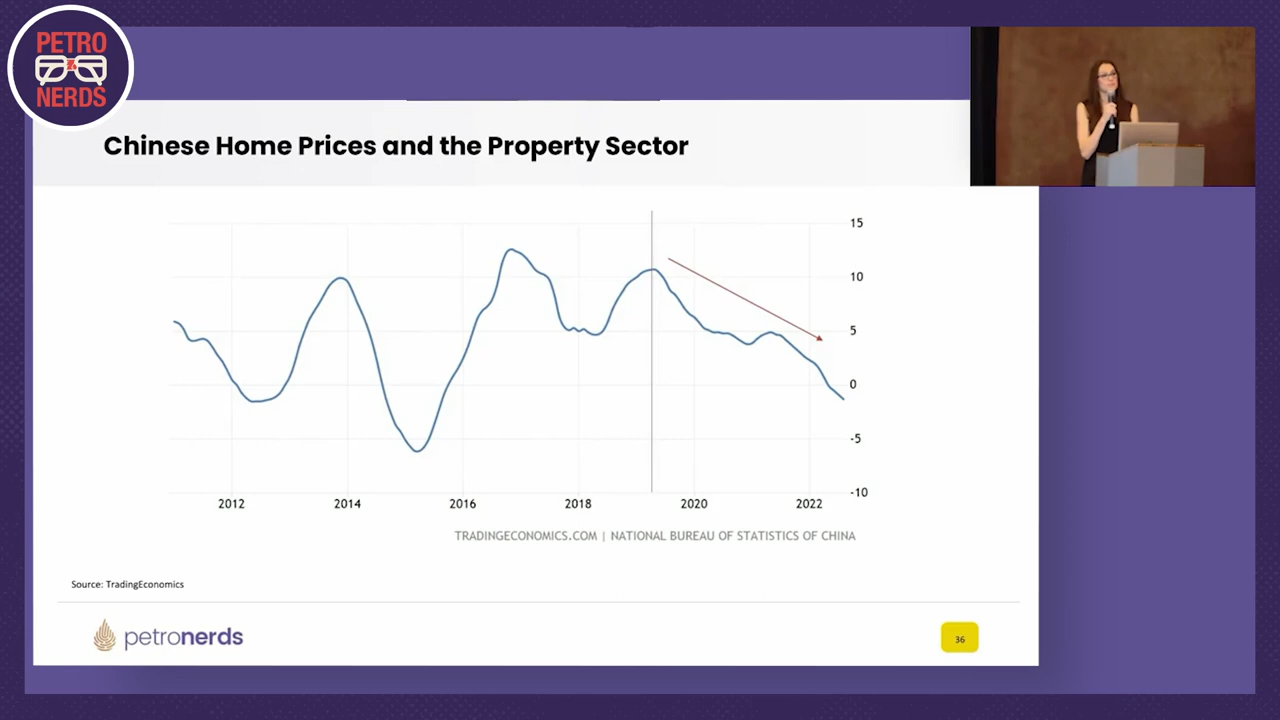 PETRO
NERDS
Chinese Home Prices and the Property Sector
15
10
5
0
-5
-10
2012 2014 2016 2018 2020 2022
TRADINGECONOMICS.COM | NATIONAL BUREAU OF STATISTICS OF CHINA
Source: TradingEconomics
petronerds
36